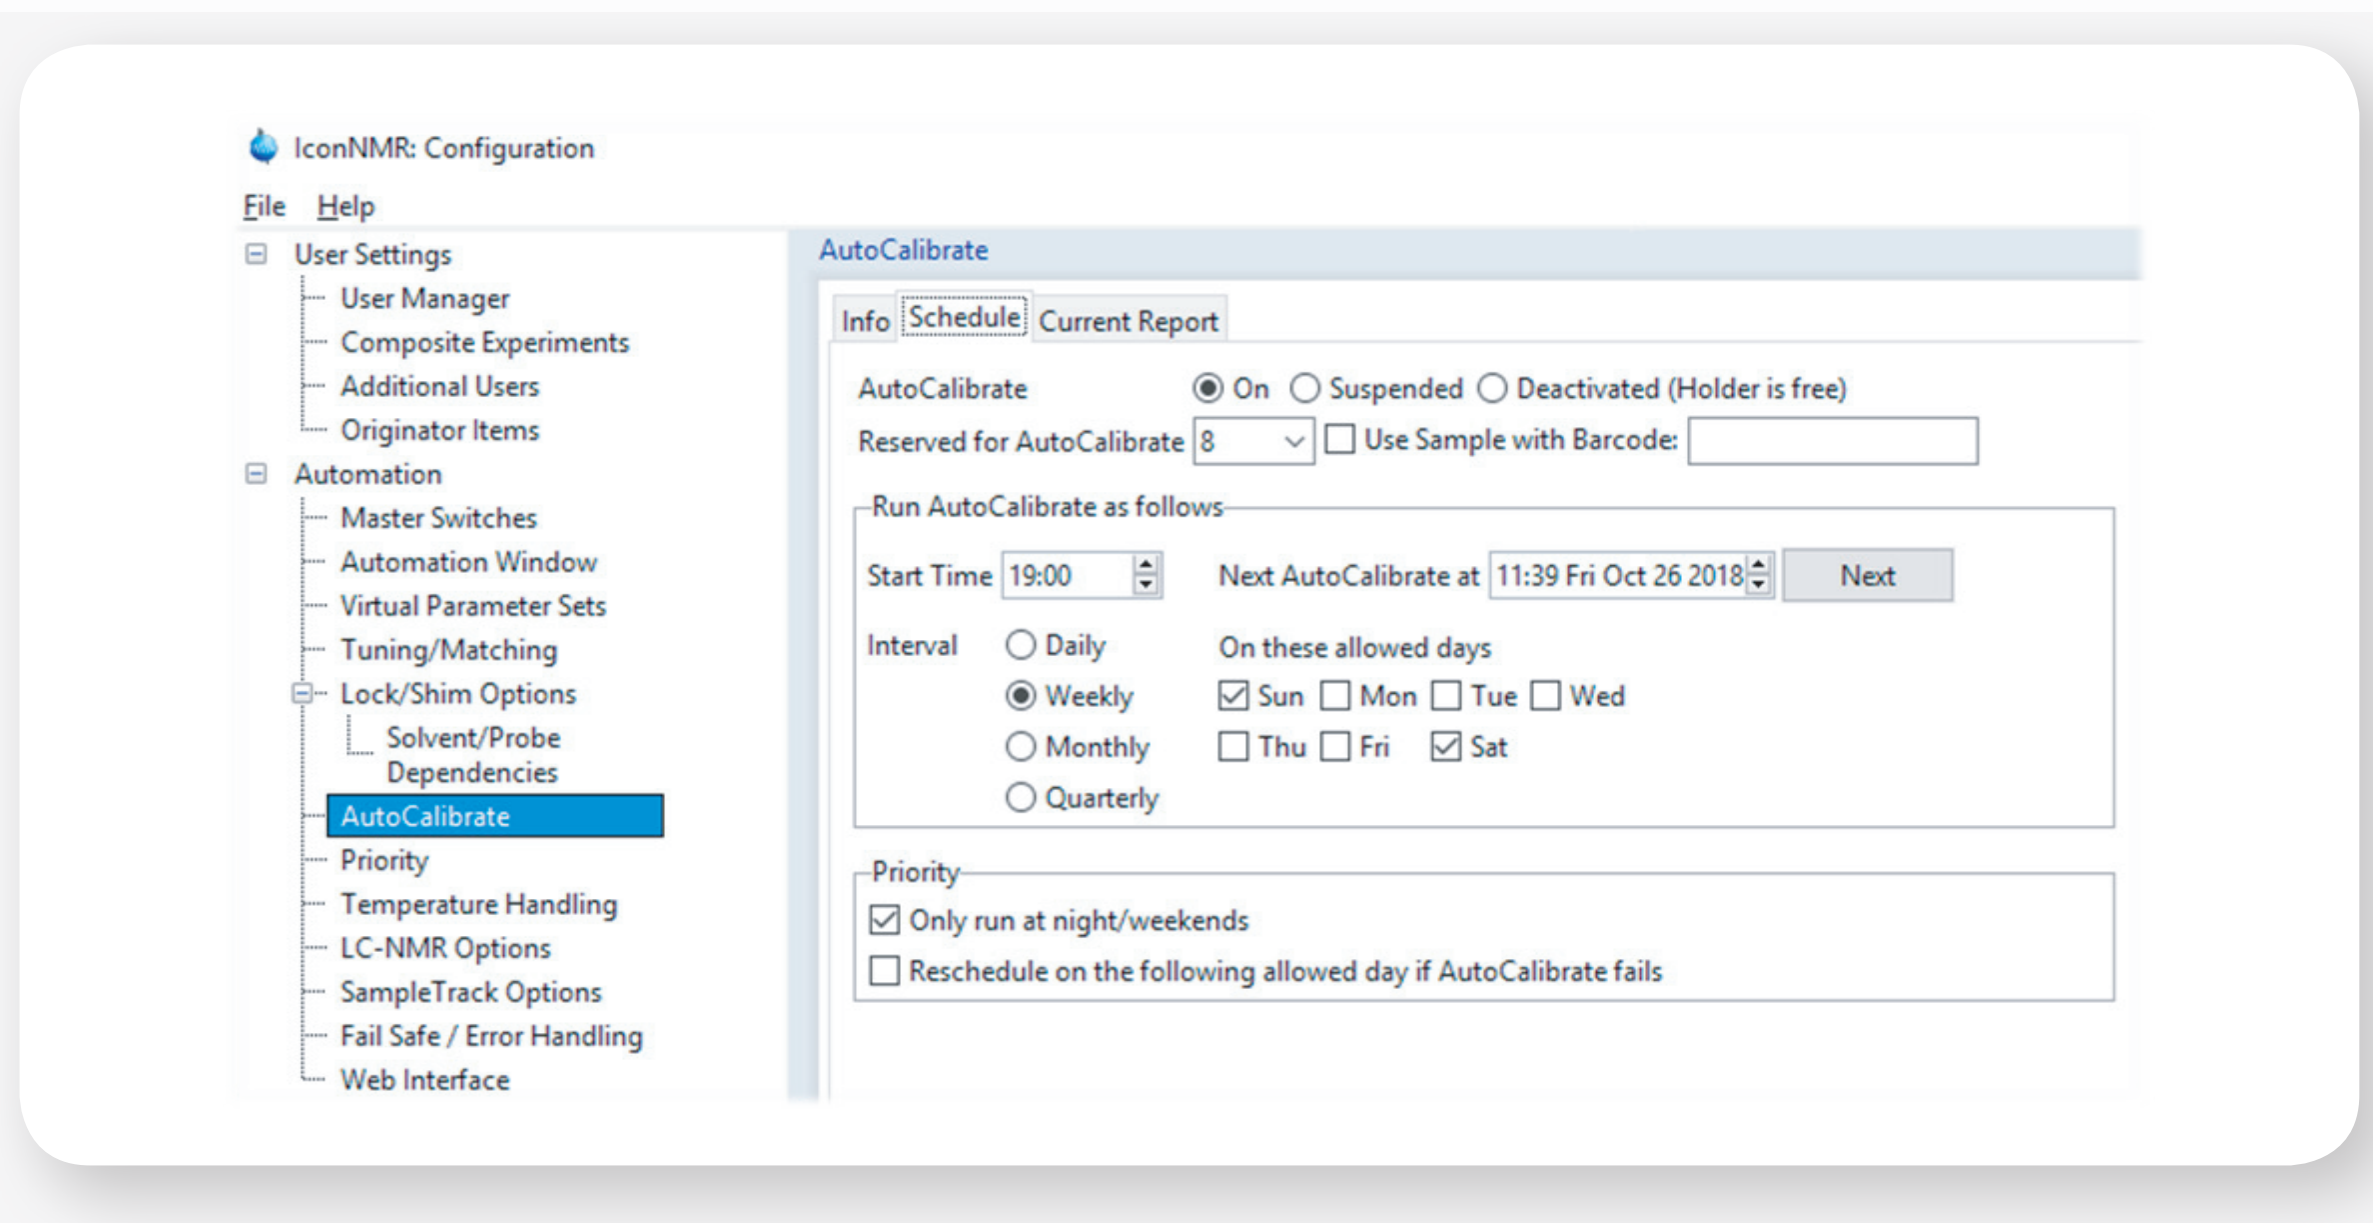 IconNMR: Configuration
File Help
User Settings
User Manager
Composite Experiments
Additional Users
Originator Items
Automation
Master Switches
Automation Window
Virtual Parameter Sets
Tuning/Matching
Lock/Shim Options
Solvent/Probe
Dependencies
AutoCalibrate
Priority
Temperature Handling
LC-NMR Options
SampleTrack Options
Fail Safe / Error Handling
Web Interface
AutoCalibrate
Info Schedule Current Report
AutoCalibrate On Suspended Deactivated (Holder is free)
Reserved for AutoCalibrate 8 Use Sample with Barcode:
Run AutoCalibrate as follows
Start Time 19:00 Next AutoCalibrate at 11:39 Fri Oct 26 2018 Next
Interval Daily On these allowed days
Weekly Sun Mon Tue Wed
Monthly Thu Fri Sat
Quarterly
Priority
Only run at night/weekends
Reschedule on the following allowed day if AutoCalibrate fails